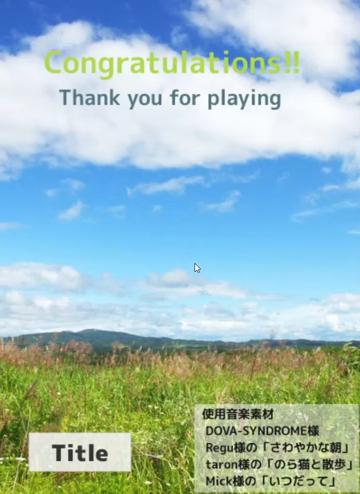 Congratulations!!
Thank you for playing
使用音楽素材
DOVA-SYNDROME様
Regu様の「さわやかな朝」
taron様の「のら猫と散歩」
Mick様の「いつだって」
Title